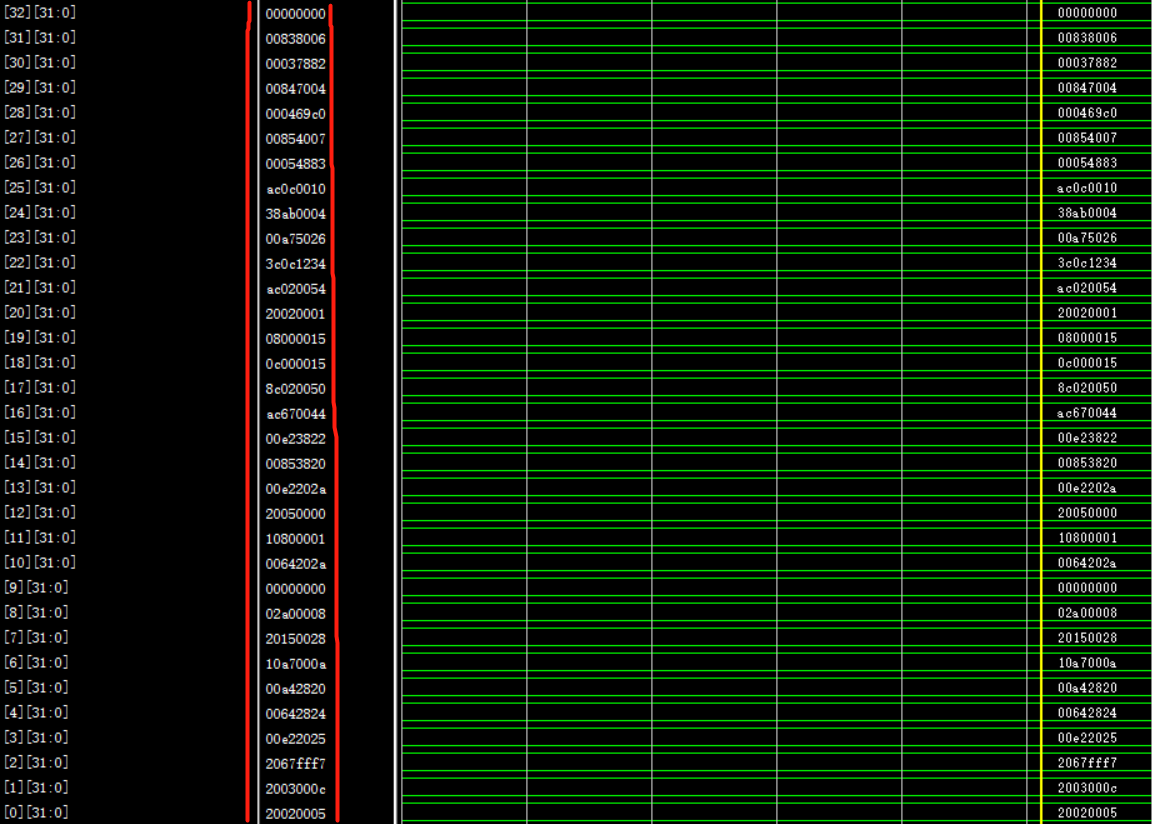 [32][31:0] 00000000 00000000
[31][31:0] 00838006 00838006
[30][31:0] 00037882 00037882
[29][31:0] 00847004 00847004
[28][31:0] 000469c0 000469c0
[27][31:0] 00854007 00854007
[26][31:0] 00054883 00054883
[25][31:0] ac0c0010 ac0c0010
[24][31:0] 38ab0004 38ab0004
[23][31:0] 00a75026 00a75026
[22][31:0] 3c0c1234 3c0c1234
[21][31:0] ac020054 ac020054
[20][31:0] 20020001 20020001
[19][31:0] 08000015 08000015
[18][31:0] 0c000015 0c000015
[17][31:0] 8c020050 8c020050
[16][31:0] ac670044 ac670044
[15][31:0] 00e23822 00e23822
[14][31:0] 00853820 00853820
[13][31:0] 00e2202a 00e2202a
[12][31:0] 20050000 20050000
[11][31:0] 10800001 10800001
[10][31:0] 0064202a 0064202a
[9][31:0] 00000000 00000000
[8][31:0] 02a00008 02a00008
[7][31:0] 20150028 20150028
[6][31:0] 10a7000a 10a7000a
[5][31:0] 00a42820 00a42820
[4][31:0] 00642824 00642824
[3][31:0] 00e22025 00e22025
[2][31:0] 2067fff7 2067fff7
[1][31:0] 2003000c 2003000c
[0][31:0] 20020005 20020005